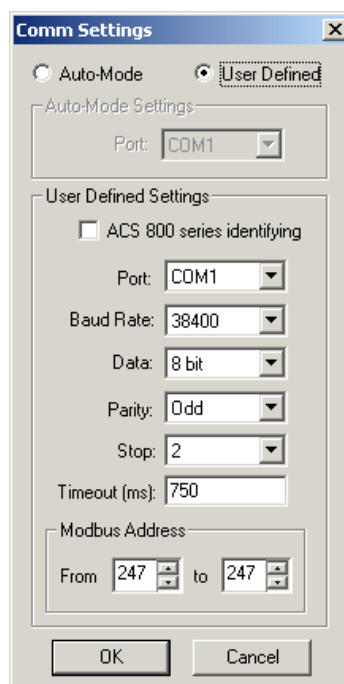 Comm Settings
Auto-Mode User Defined
Auto-Mode Settings
Port: COM1
User Defined Settings
ACS 800 series identifying
Port: COM1
Baud Rate: 38400
Data: 8 bit
Parity: Odd
Stop: 2
Timeout (ms): 750
Modbus Address
From 247 to 247
OK Cancel